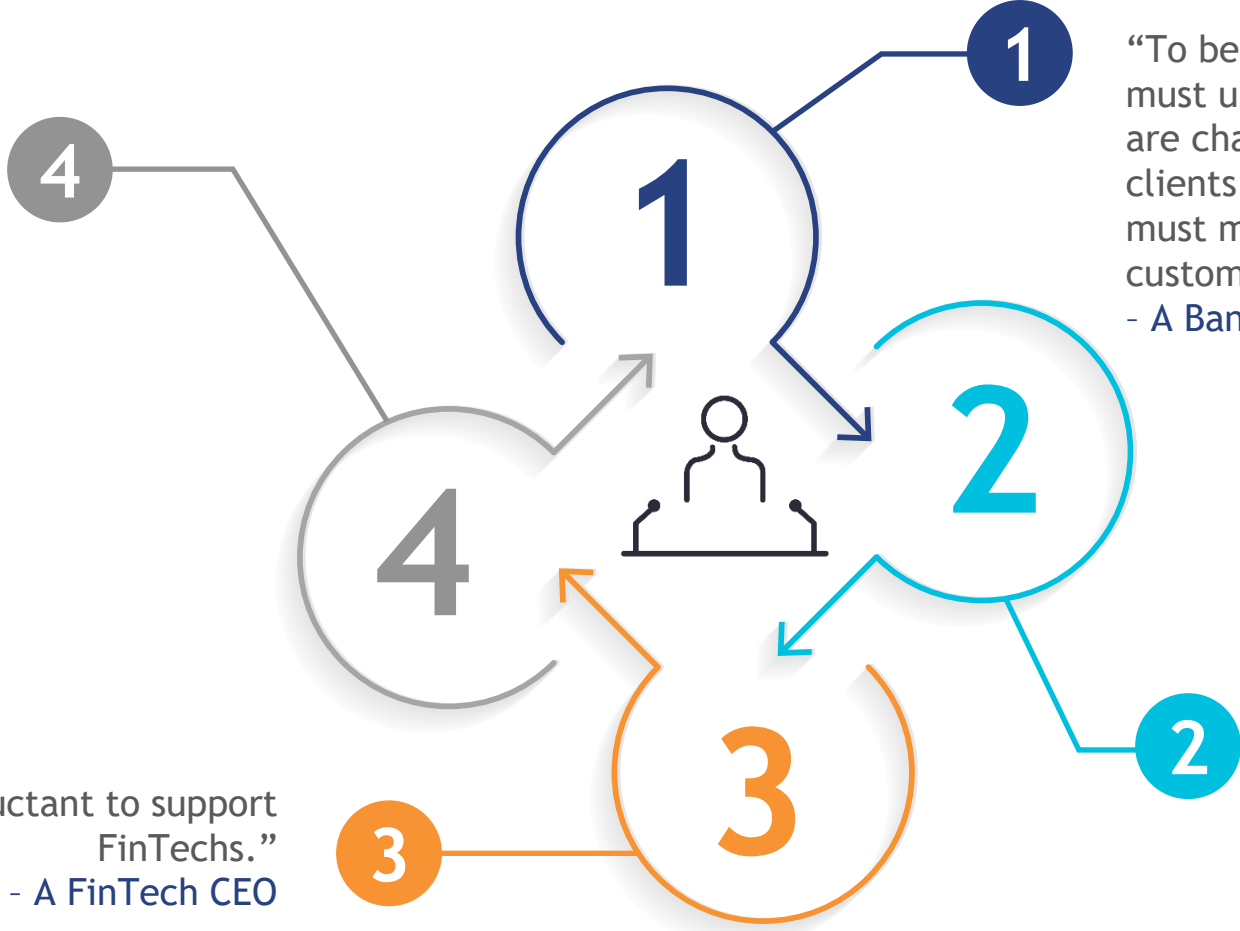 1
“To be
must u
are cha
clients
must m
custom
– A Ban
4
1
2
4
3
2
uctant to support
FinTechs.”
– A FinTech CEO
3